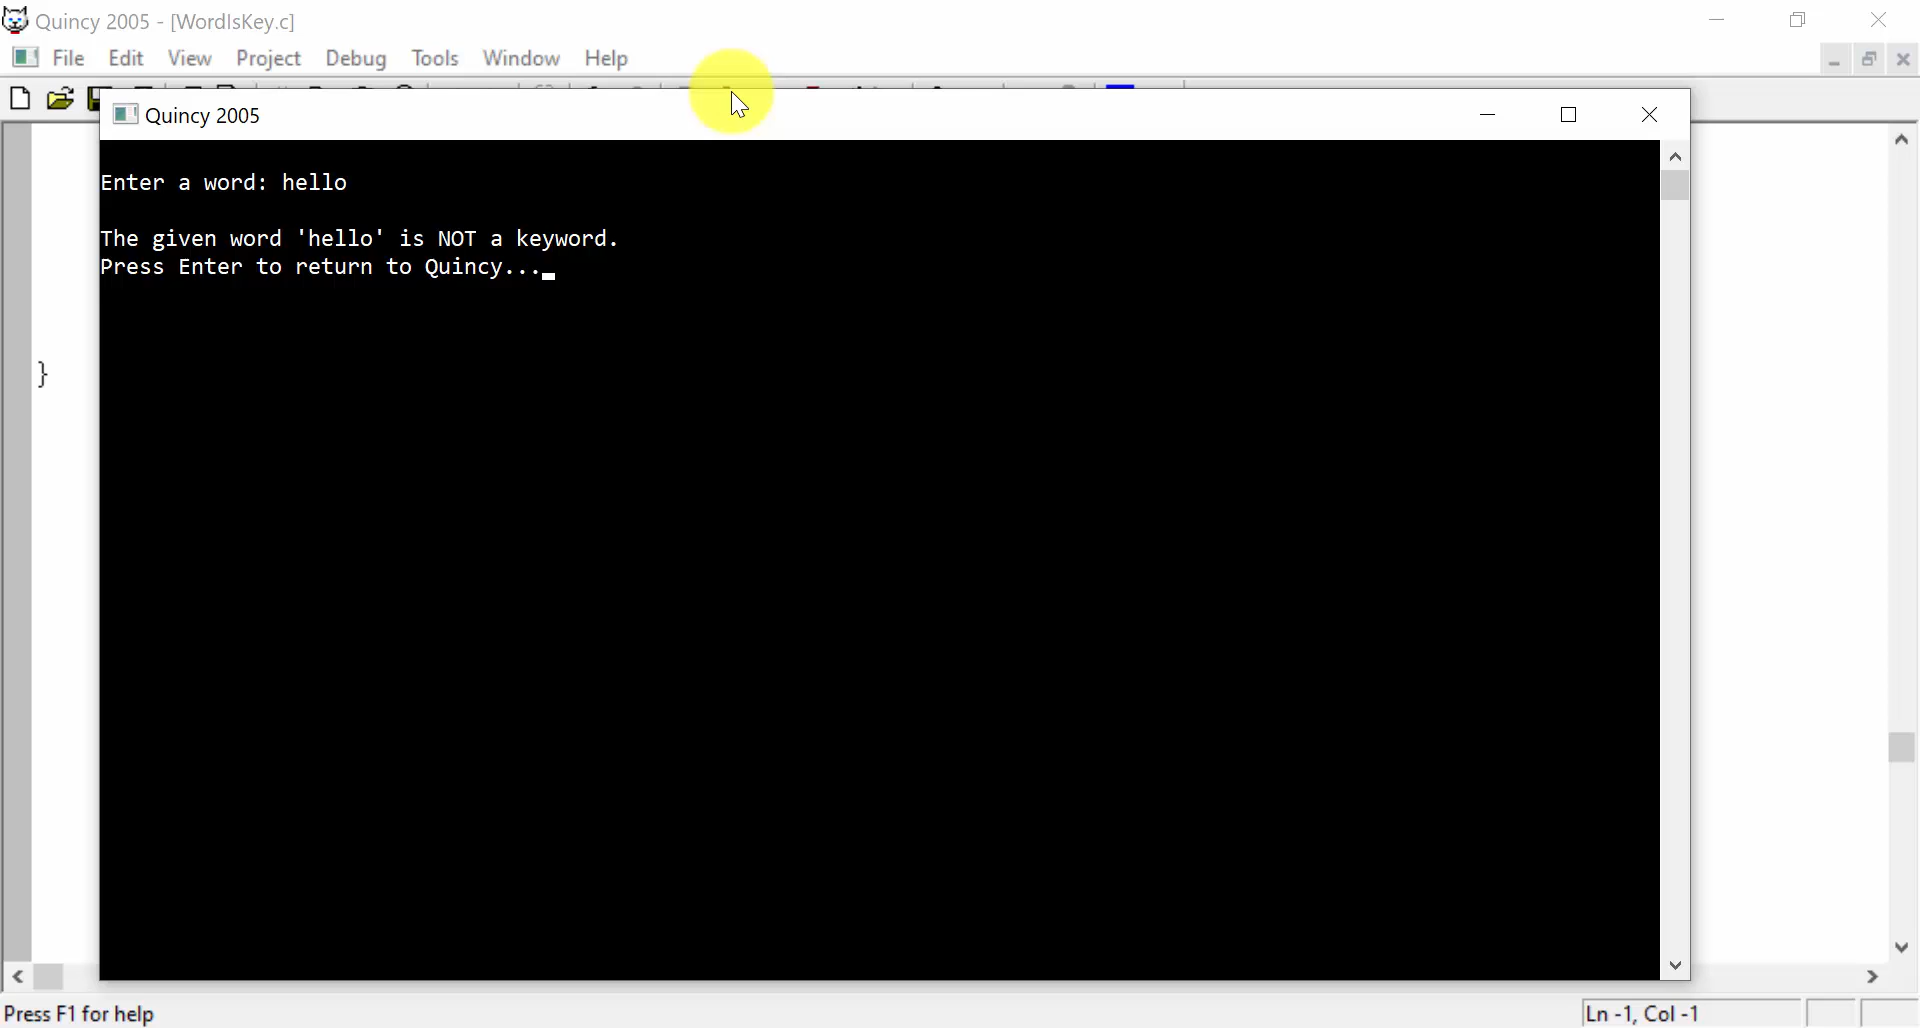 Quincy 2005 - [WordIsKey.c]
File Edit View Project Debug Tools Window Help
Quincy 2005
Enter a word: hello
The given word 'hello' is NOT a keyword.
Press Enter to return to Quincy...
}
Press F1 for help
Ln -1, Col -1